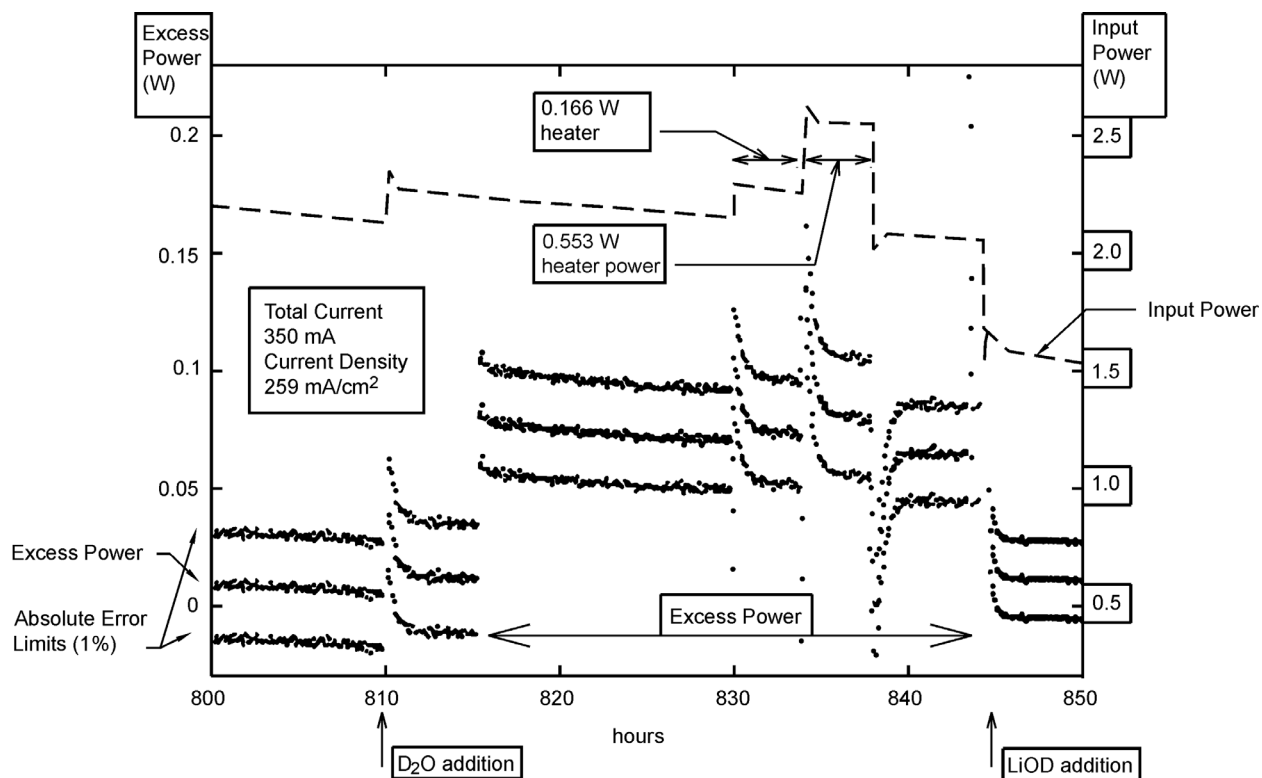 Excess
Power
(W)
Input
Power
(W)
0.166 W
heater
0.2
2.5
0.553 W
heater power
0.15
2.0
Total Current
350 mA
Current Density
259 mA/cm²
Input Power
0.1
1.5
0.05
1.0
Excess Power
Absolute Error
Limits (1%)
0
0.5
Excess Power
800
810
820
830
840
850
hours
D₂O addition
LiOD addition